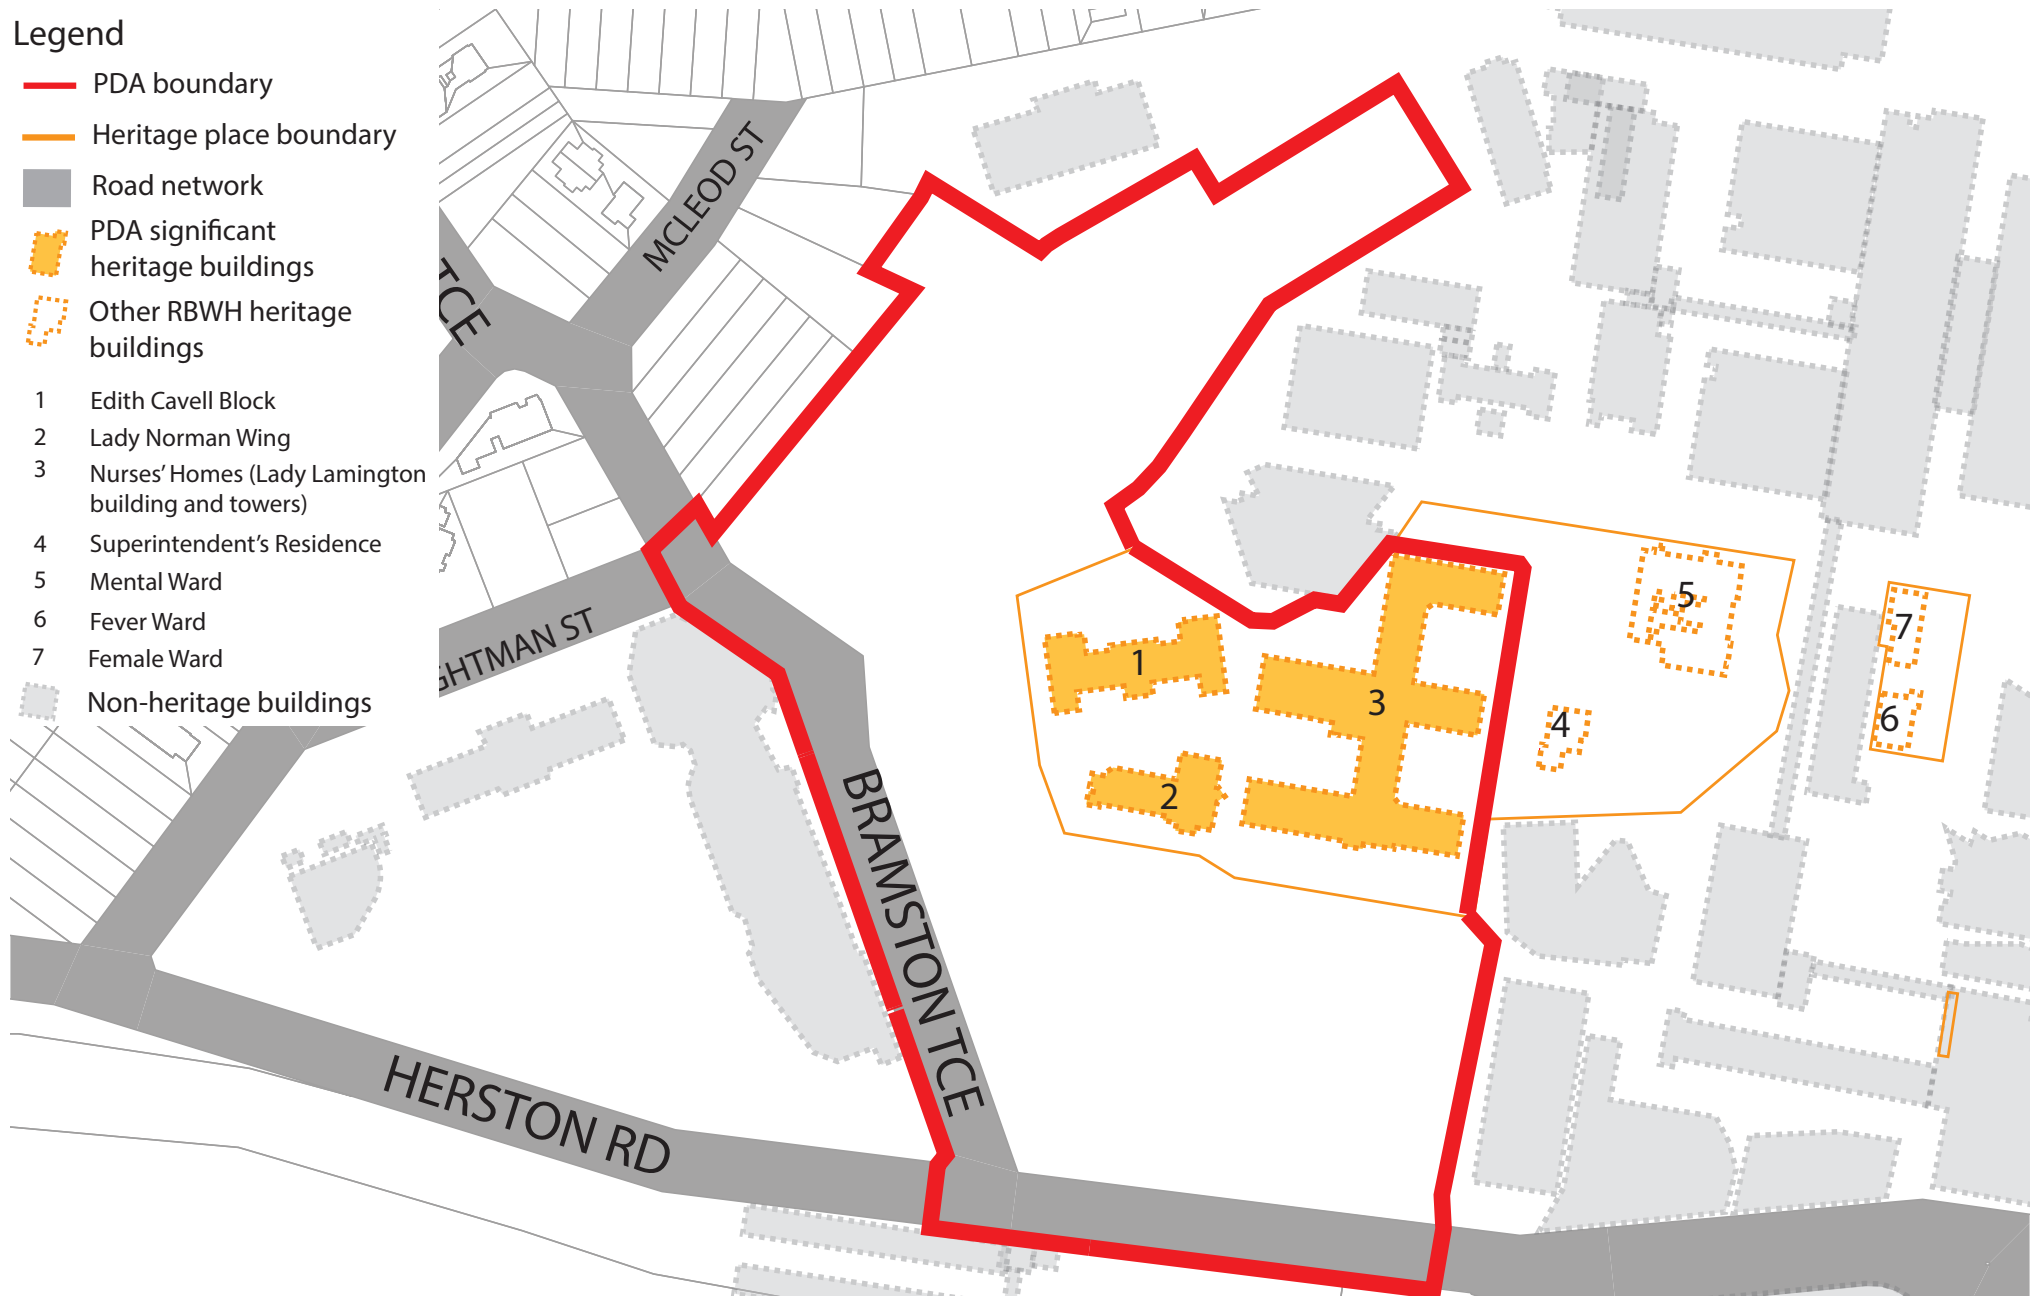 Legend
PDA boundary
Heritage place boundary
Road network
PDA significant
heritage buildings
Other RBWH heritage
buildings
1 Edith Cavell Block
2 Lady Norman Wing
3 Nurses’ Homes (Lady Lamington
building and towers)
4 Superintendent’s Residence
5 Mental Ward
6 Fever Ward
7 Female Ward
Non-heritage buildings
MCLEOD ST
TCE
GHTMAN ST
BRAMSTON TCE
HERSTON RD
1
2
3
4
5
6
7